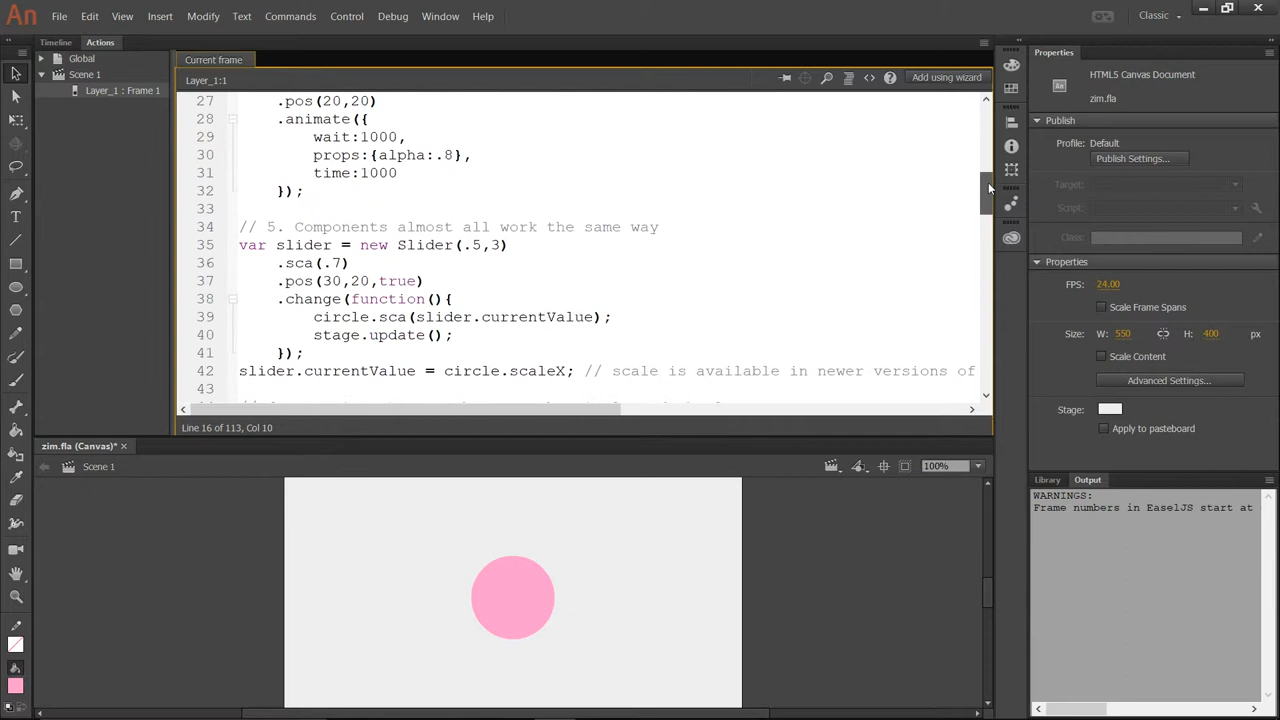 An File Edit View Insert Modify Text Commands Control Debug Window Help Classic
Timeline Actions
Global
Scene 1
Layer_1 : Frame 1
Current frame
Layer_1:1
Add using wizard
27 .pos(20,20)
28 .animate({
29 wait:1000,
30 props:{alpha:.8},
31 time:1000
32 });
33
34 // 5. Components almost all work the same way
35 var slider = new Slider(.5,3)
36 .sca(.7)
37 .pos(30,20,true)
38 .change(function(){
39 circle.sca(slider.currentValue);
40 stage.update();
41 });
42 slider.currentValue = circle.scaleX; // scale is available in newer versions of
43
Line 16 of 113, Col 10
zim.fla (Canvas)*
Scene 1
100%
Properties
HTML5 Canvas Document
An
zim.fla
Publish
Profile: Default
Publish Settings...
Target:
Script:
Class:
Properties
FPS: 24.00
Scale Frame Spans
Size: W: 550 H: 400 px
Scale Content
Advanced Settings...
Stage:
Apply to pasteboard
Library Output
WARNINGS:
Frame numbers in EaselJS start at